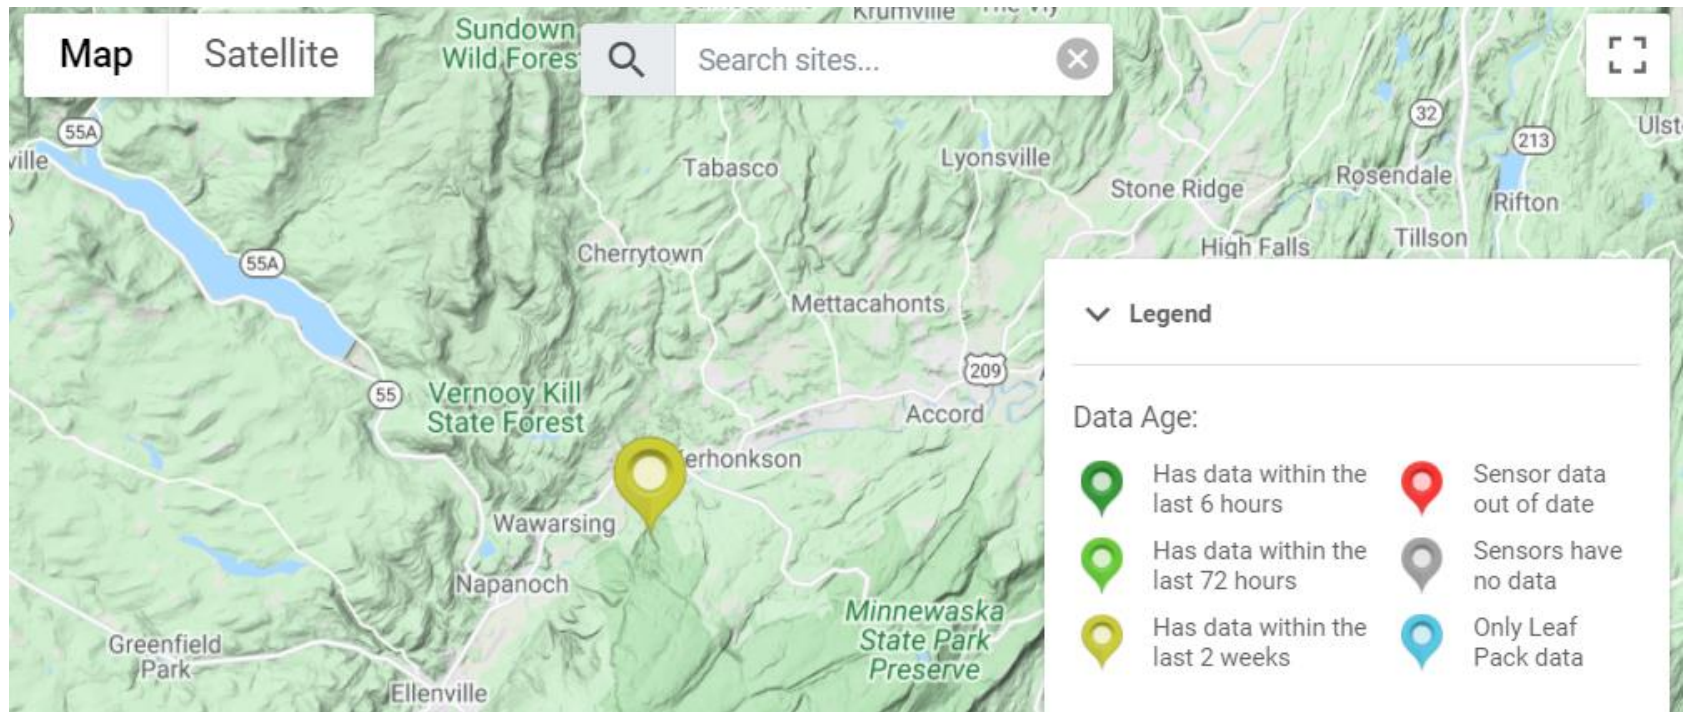 Krumville
Map
Satellite
Sundown
Wild Fores
Search sites...
32
Ulst
55A
213
ville
Tabasco
Lyonsville
Stone Ridge
Rosendale
Rifton
Cherrytown
High Falls
Tillson
55A
Mettacahonts
Legend
209
55
Vernooy Kill
State Forest
Accord
Data Age:
erhonkson
Has data within the
last 6 hours
Sensor data
out of date
Wawarsing
Has data within the
last 72 hours
Sensors have
no data
Napanoch
Minnewaska
State Park
Preserve
Has data within the
last 2 weeks
Only Leaf
Pack data
Greenfield
Park
Ellenville